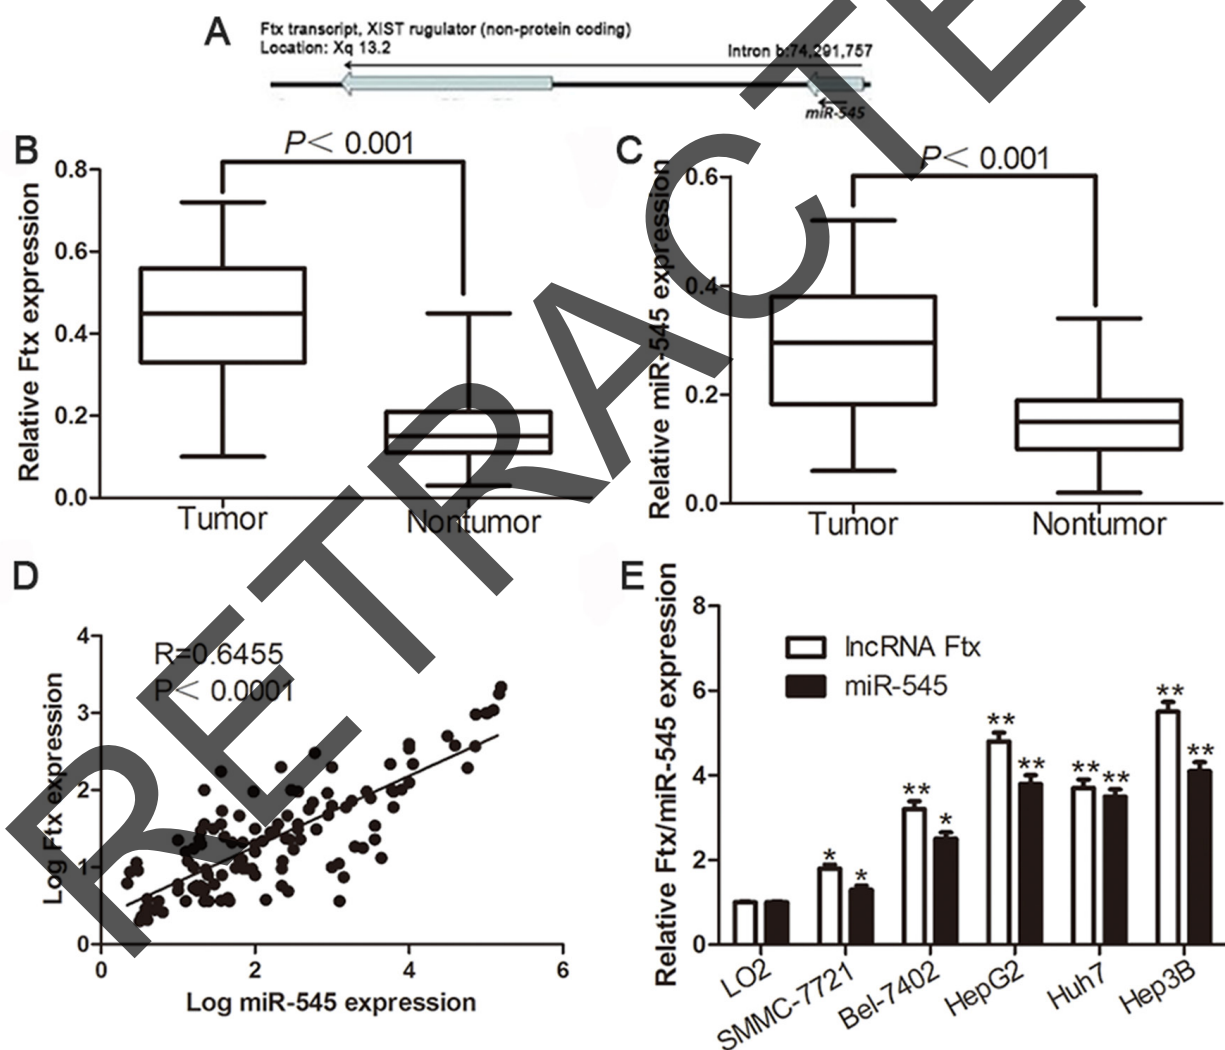 A
Ftx transcript, XIST rugulator (non-protein coding)
Location: Xq 13.2
Intron b:74,291,757
miR-545
B
P< 0.001
Relative Ftx expression
0.8
0.6
0.4
0.2
0.0
Tumor
Nontumor
C
P< 0.001
Relative miR-545 expression
0.6
0.4
0.2
0.0
Tumor
Nontumor
D
R=0.6455
P< 0.0001
Log Ftx expression
4
3
2
1
0
0
2
4
6
Log miR-545 expression
E
Relative Ftx/miR-545 expression
8
6
4
2
0
lncRNA Ftx
miR-545
*
*
**
*
**
**
**
**
**
**
LO2
SMMC-7721
Bel-7402
HepG2
Huh7
Hep3B
RETRACTE